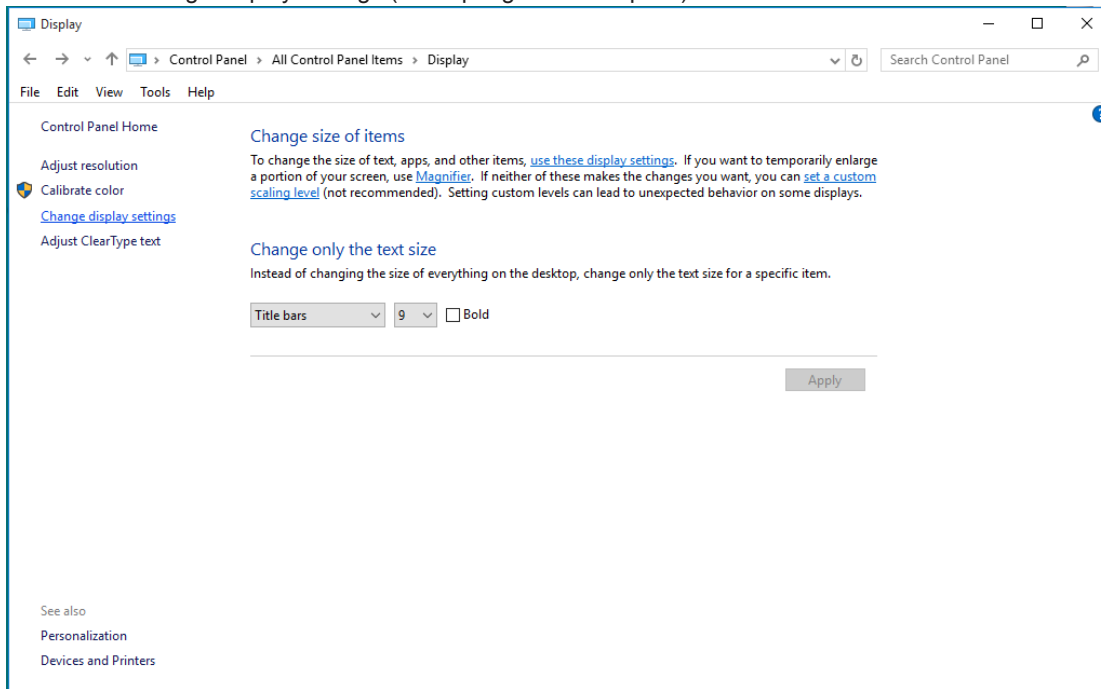 Display
Control Panel > All Control Panel Items > Display
Search Control Panel
File Edit View Tools Help
Control Panel Home
Adjust resolution
Calibrate color
Change display settings
Adjust ClearType text
Change size of items
To change the size of text, apps, and other items, use these display settings. If you want to temporarily enlarge
a portion of your screen, use Magnifier. If neither of these makes the changes you want, you can set a custom
scaling level (not recommended). Setting custom levels can lead to unexpected behavior on some displays.
Change only the text size
Instead of changing the size of everything on the desktop, change only the text size for a specific item.
Title bars 9 Bold
Apply
See also
Personalization
Devices and Printers